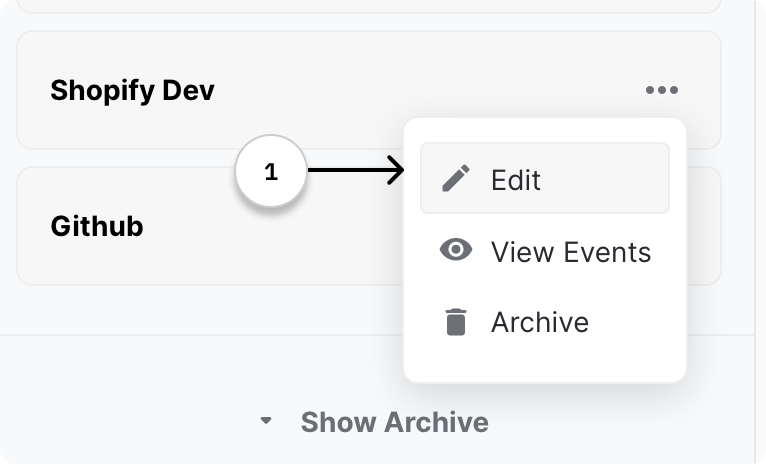 Shopify Dev
1
Edit
Github
View Events
Archive
Show Archive